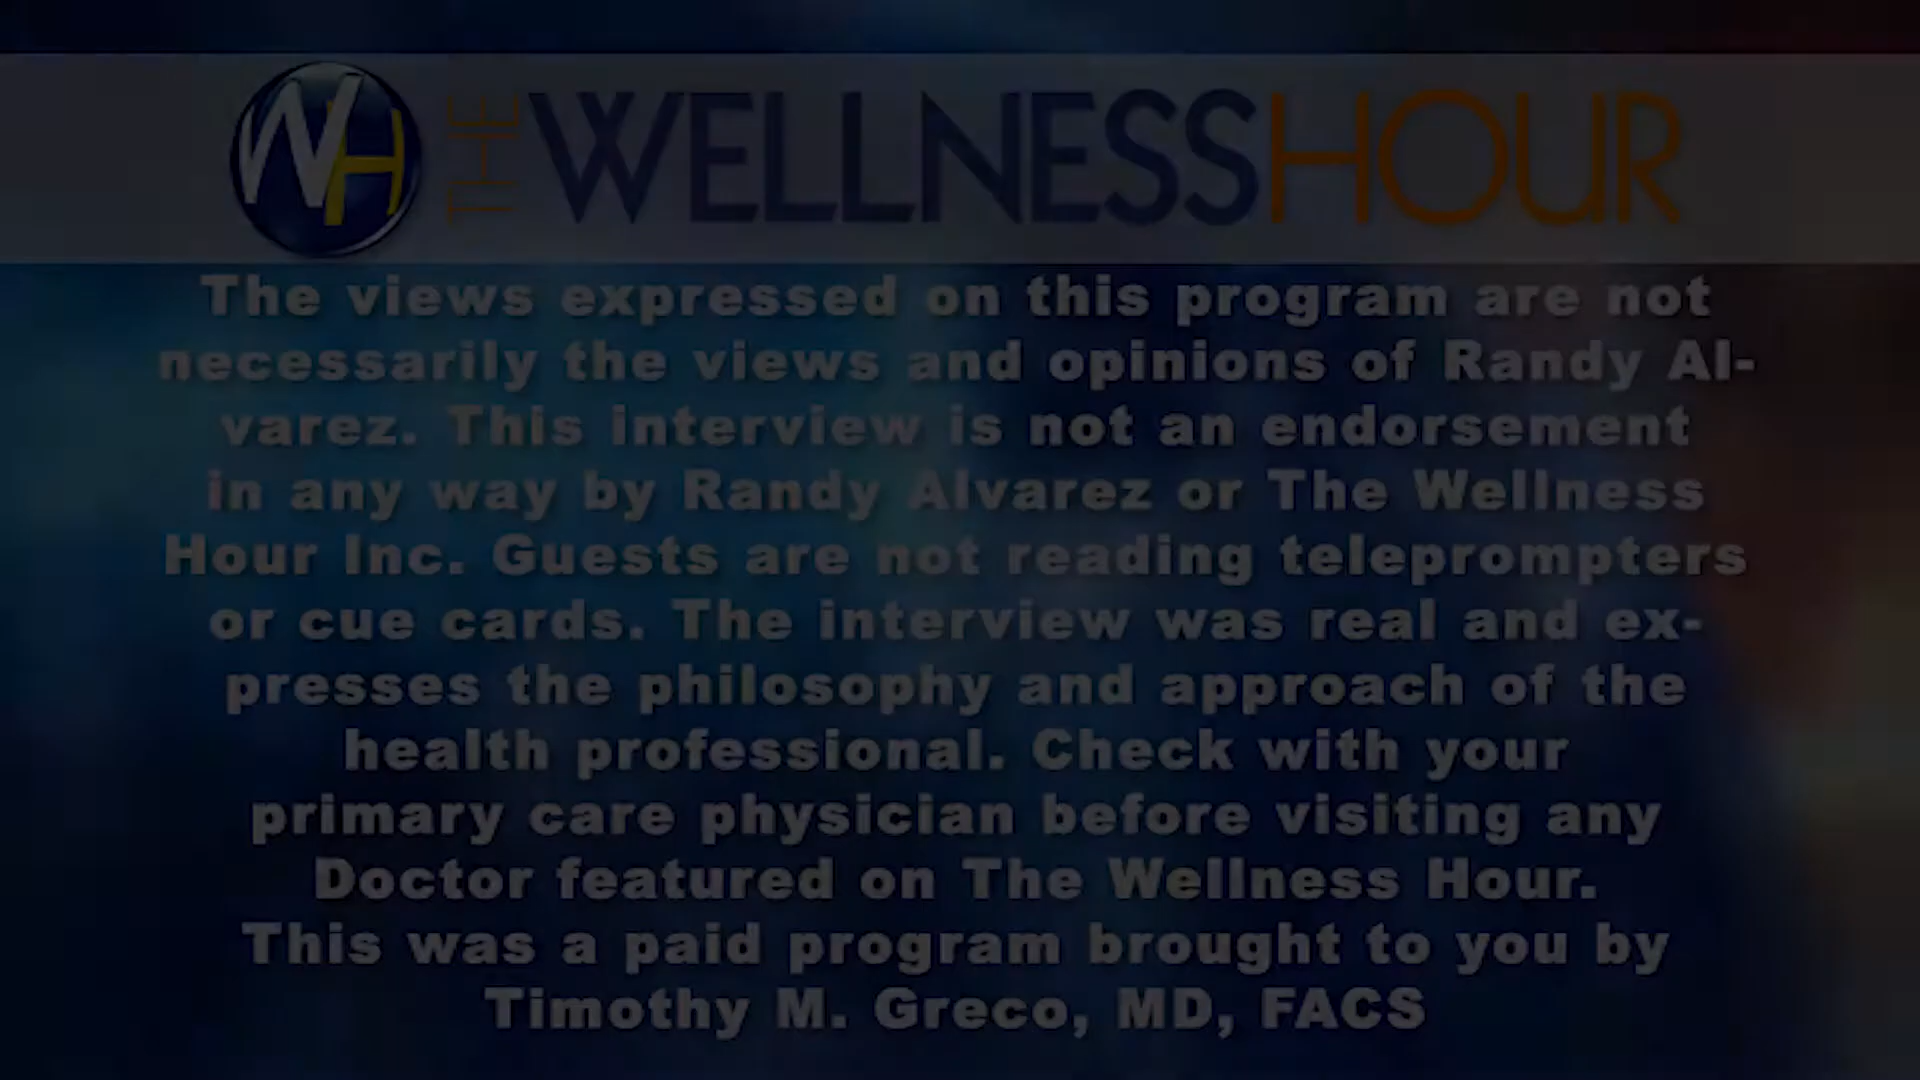 WH THE WELLNESSHOUR
The views expressed on this program are not
necessarily the views and opinions of Randy Al-
varez. This interview is not an endorsement
in any way by Randy Alvarez or The Wellness
Hour Inc. Guests are not reading teleprompters
or cue cards. The interview was real and ex-
presses the philosophy and approach of the
health professional. Check with your
primary care physician before visiting any
Doctor featured on The Wellness Hour.
This was a paid program brought to you by
Timothy M. Greco, MD, FACS